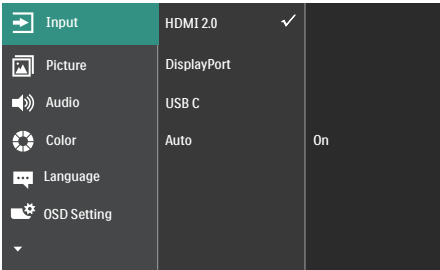 Input HDMI 2.0
Picture DisplayPort
Audio USB C
Color Auto On
Language
OSD Setting